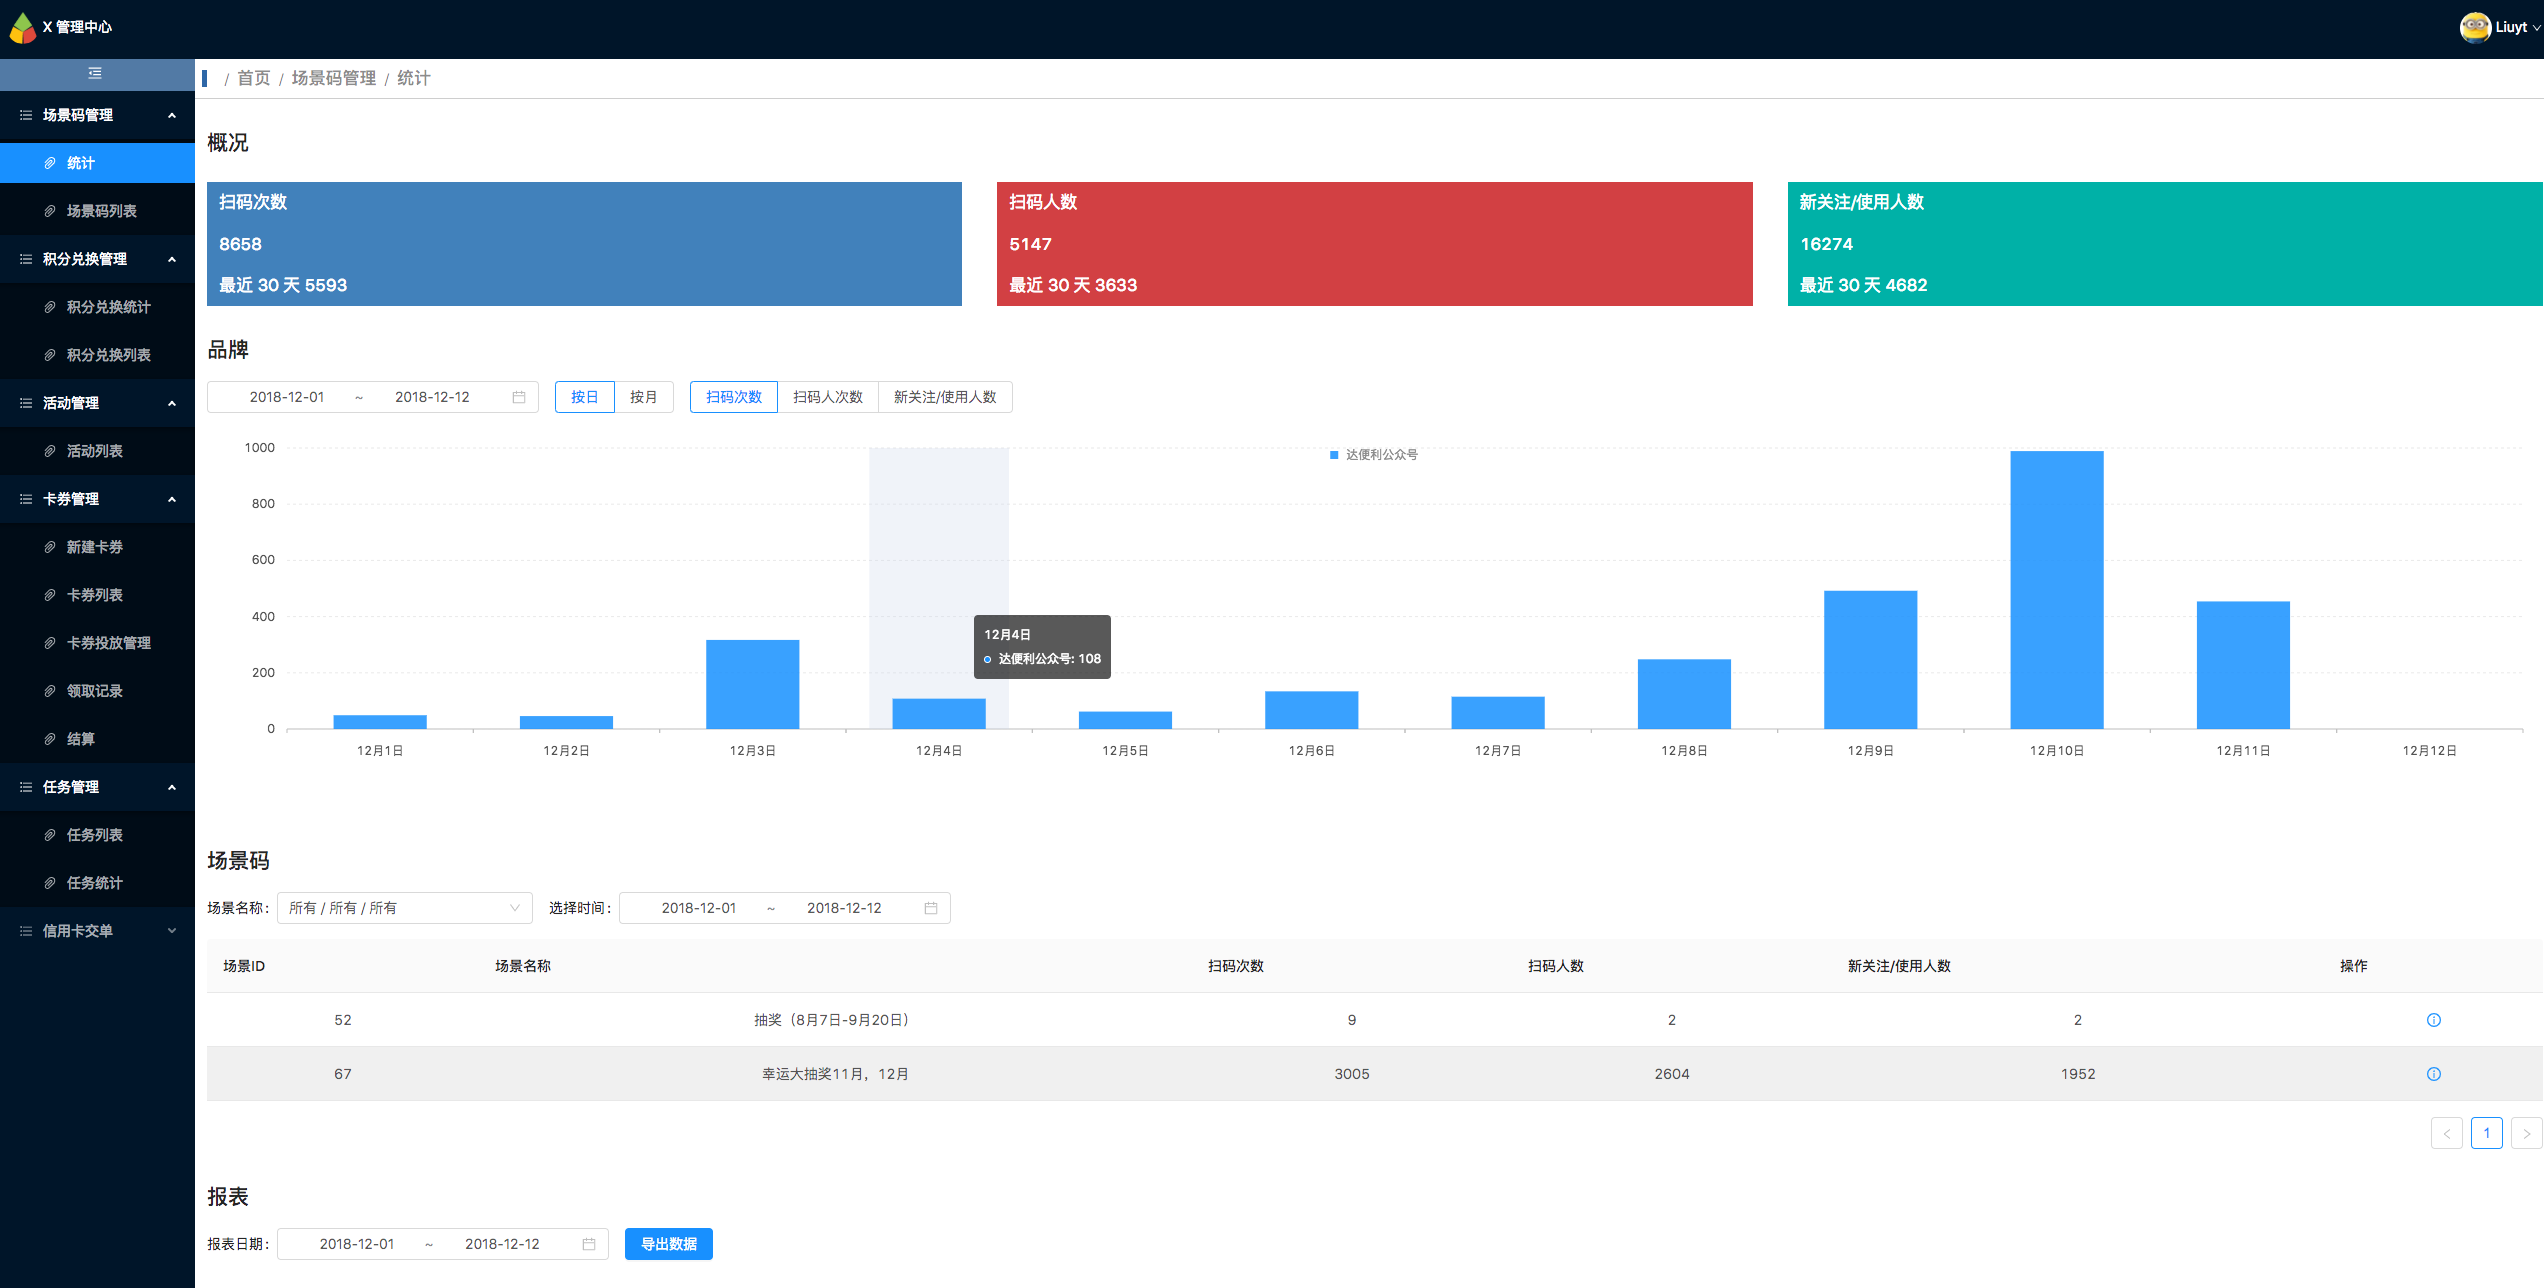 X 管理中心
Liuyt
/ 首页 / 场景码管理 / 统计
场景码管理
统计
场景码列表
积分兑换管理
积分兑换统计
积分兑换列表
活动管理
活动列表
卡券管理
新建卡券
卡券列表
卡券投放管理
领取记录
结算
任务管理
任务列表
任务统计
信用卡交单
概况
扫码次数
8658
最近 30 天 5593
扫码人数
5147
最近 30 天 3633
新关注/使用人数
16274
最近 30 天 4682
品牌
2018-12-01 ~ 2018-12-12 按日 按月 扫码次数 扫码人次数 新关注/使用人数
达便利公众号
1000
800
600
400
200
0
12月4日
达便利公众号: 108
12月1日 12月2日 12月3日 12月4日 12月5日 12月6日 12月7日 12月8日 12月9日 12月10日 12月11日 12月12日
场景码
场景名称: 所有 / 所有 / 所有 选择时间: 2018-12-01 ~ 2018-12-12
场景ID 场景名称 扫码次数 扫码人数 新关注/使用人数 操作
52 抽奖（8月7日-9月20日） 9 2 2
67 幸运大抽奖11月，12月 3005 2604 1952
< 1 >
报表
报表日期: 2018-12-01 ~ 2018-12-12 导出数据